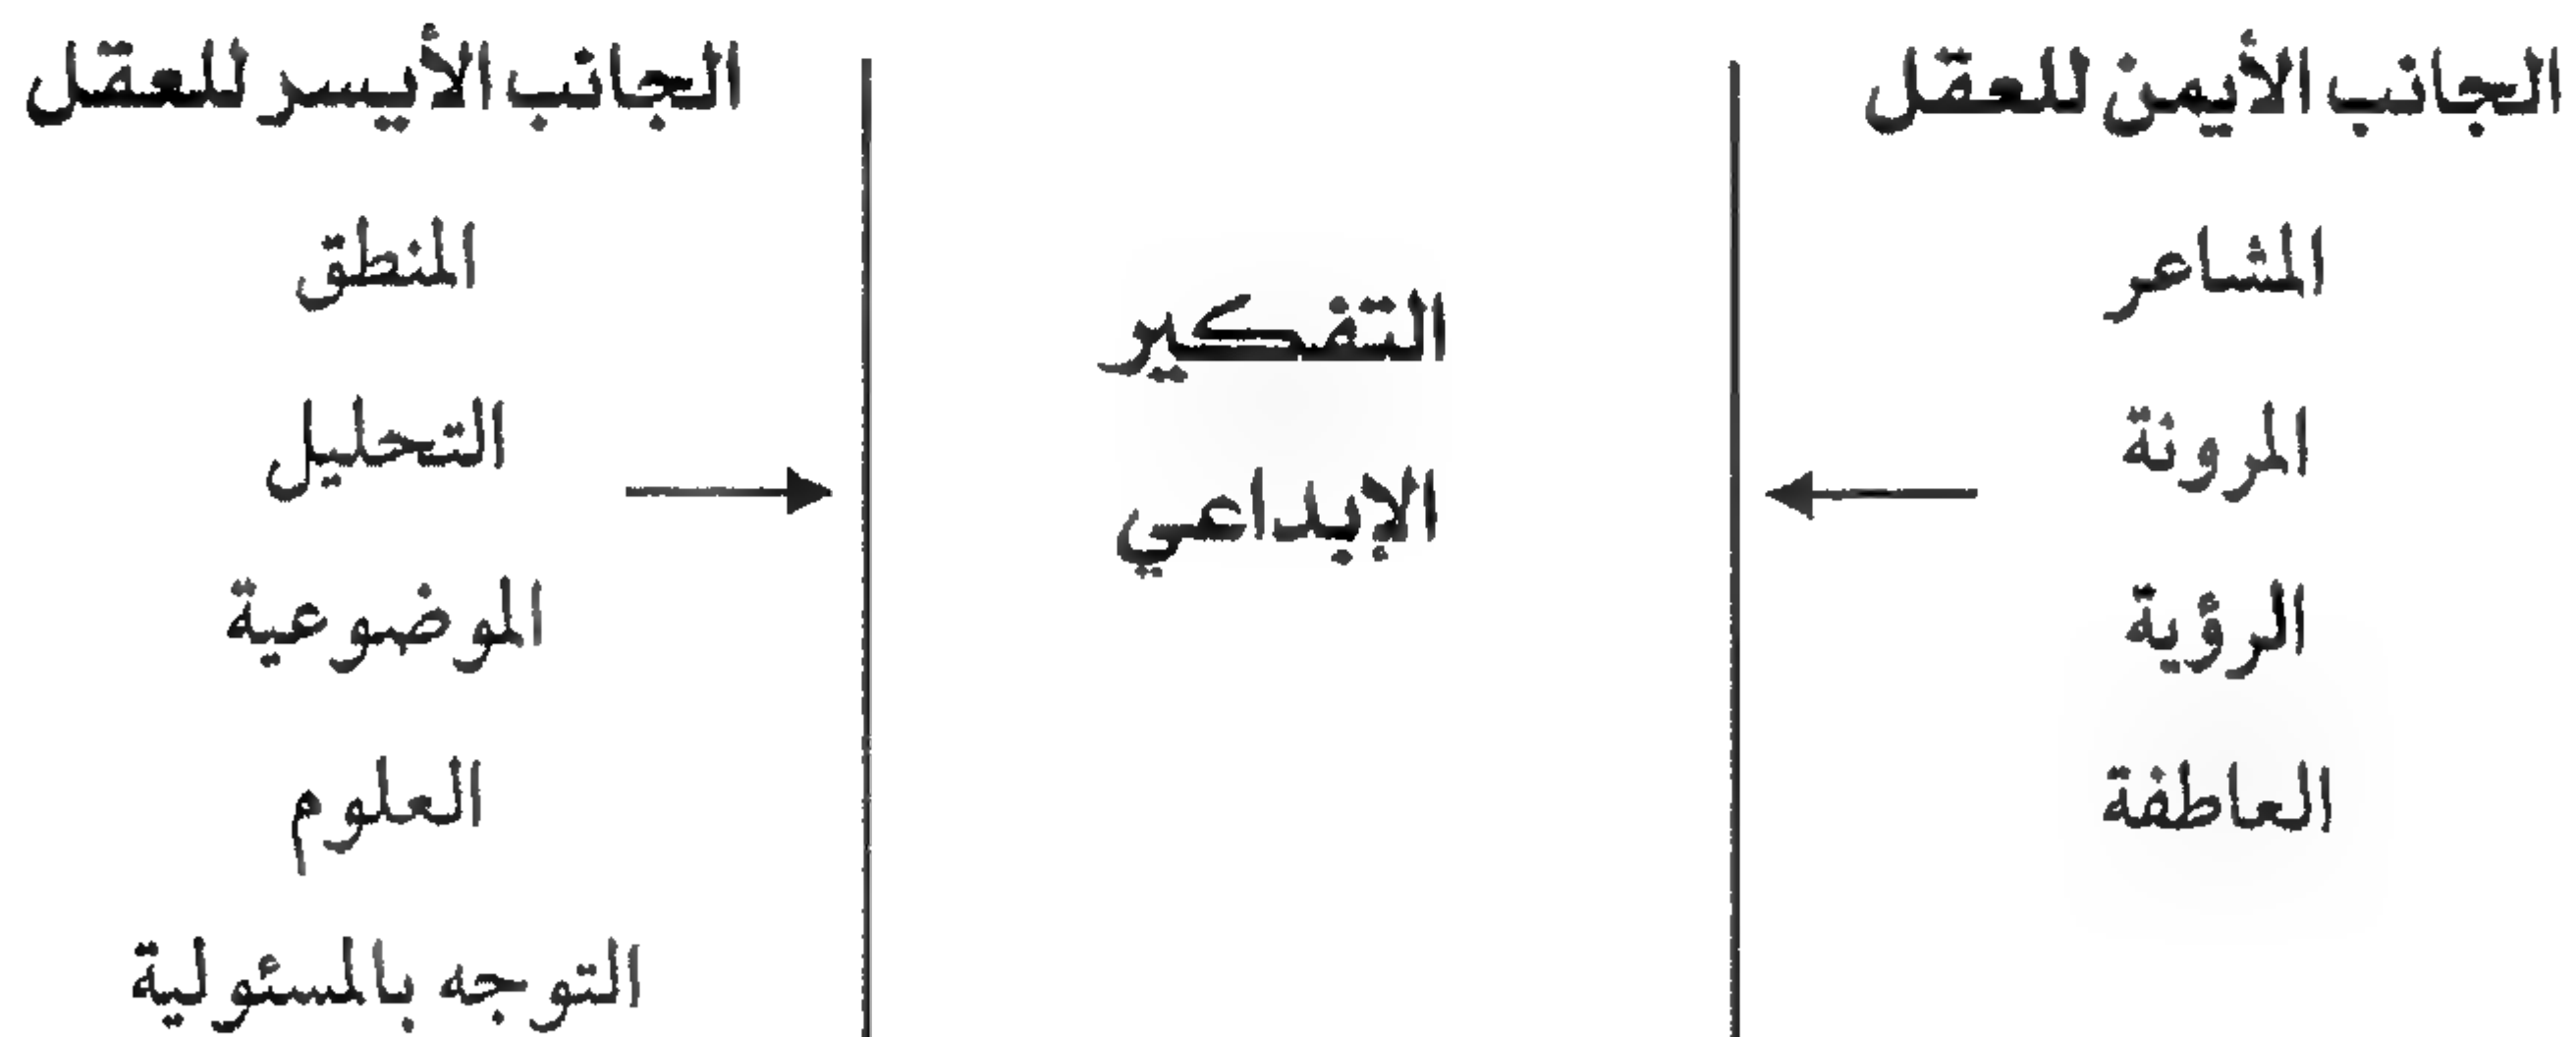 الجانب الأيمن للعقل
المشاعر
المرونة
الرؤية
العاطفة
التفكير
الإبداعي
الجانب الأيسر للعقل
المنطق
التحليل
الموضوعية
العلوم
التوجه بالمسئولية